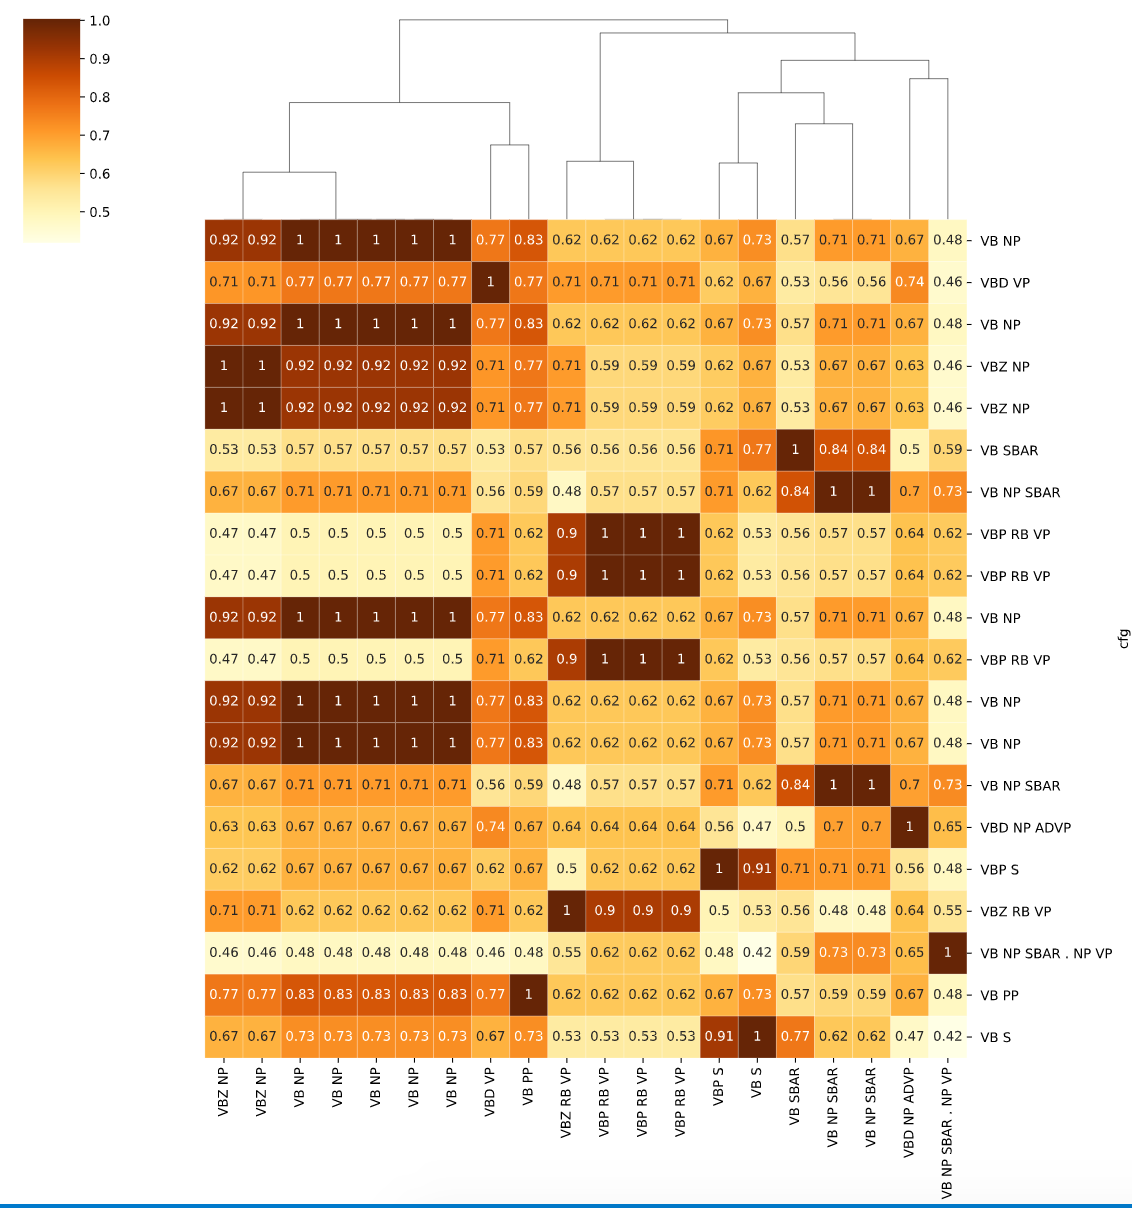 1.0
0.9
0.8
0.7
0.6
0.5
0.92 0.92 1 1 1 1 1 0.77 0.83 0.62 0.62 0.62 0.62 0.67 0.73 0.57 0.71 0.71 0.67 0.48 VB NP
0.71 0.71 0.77 0.77 0.77 0.77 0.77 1 0.77 0.71 0.71 0.71 0.71 0.62 0.67 0.53 0.56 0.56 0.74 0.46 VBD VP
0.92 0.92 1 1 1 1 1 0.77 0.83 0.62 0.62 0.62 0.62 0.67 0.73 0.57 0.71 0.71 0.67 0.48 VB NP
1 1 0.92 0.92 0.92 0.92 0.92 0.71 0.77 0.71 0.59 0.59 0.59 0.62 0.67 0.53 0.67 0.67 0.63 0.46 VBZ NP
1 1 0.92 0.92 0.92 0.92 0.92 0.71 0.77 0.71 0.59 0.59 0.59 0.62 0.67 0.53 0.67 0.67 0.63 0.46 VBZ NP
0.53 0.53 0.57 0.57 0.57 0.57 0.57 0.53 0.57 0.56 0.56 0.56 0.56 0.71 0.77 1 0.84 0.84 0.5 0.59 VB SBAR
0.67 0.67 0.71 0.71 0.71 0.71 0.71 0.56 0.59 0.48 0.57 0.57 0.57 0.71 0.62 0.84 1 1 0.7 0.73 VB NP SBAR
0.47 0.47 0.5 0.5 0.5 0.5 0.5 0.71 0.62 0.9 1 1 1 0.62 0.53 0.56 0.57 0.57 0.64 0.62 VBP RB VP
0.47 0.47 0.5 0.5 0.5 0.5 0.5 0.71 0.62 0.9 1 1 1 0.62 0.53 0.56 0.57 0.57 0.64 0.62 VBP RB VP
0.92 0.92 1 1 1 1 1 0.77 0.83 0.62 0.62 0.62 0.62 0.67 0.73 0.57 0.71 0.71 0.67 0.48 VB NP
0.47 0.47 0.5 0.5 0.5 0.5 0.5 0.71 0.62 0.9 1 1 1 0.62 0.53 0.56 0.57 0.57 0.64 0.62 VBP RB VP
0.92 0.92 1 1 1 1 1 0.77 0.83 0.62 0.62 0.62 0.62 0.67 0.73 0.57 0.71 0.71 0.67 0.48 VB NP
0.92 0.92 1 1 1 1 1 0.77 0.83 0.62 0.62 0.62 0.62 0.67 0.73 0.57 0.71 0.71 0.67 0.48 VB NP
0.67 0.67 0.71 0.71 0.71 0.71 0.71 0.56 0.59 0.48 0.57 0.57 0.57 0.71 0.62 0.84 1 1 0.7 0.73 VB NP SBAR
0.63 0.63 0.67 0.67 0.67 0.67 0.67 0.74 0.67 0.64 0.64 0.64 0.64 0.56 0.47 0.5 0.7 0.7 1 0.65 VBD NP ADVP
0.62 0.62 0.67 0.67 0.67 0.67 0.67 0.62 0.67 0.5 0.62 0.62 0.62 1 0.91 0.71 0.71 0.71 0.56 0.48 VBP S
0.71 0.71 0.62 0.62 0.62 0.62 0.62 0.71 0.62 1 0.9 0.9 0.9 0.5 0.53 0.56 0.48 0.48 0.64 0.55 VBZ RB VP
0.46 0.46 0.48 0.48 0.48 0.48 0.48 0.46 0.48 0.55 0.62 0.62 0.62 0.48 0.42 0.59 0.73 0.73 0.65 1 VB NP SBAR . NP VP
0.77 0.77 0.83 0.83 0.83 0.83 0.83 0.77 1 0.62 0.62 0.62 0.62 0.67 0.73 0.57 0.59 0.59 0.67 0.48 VB PP
0.67 0.67 0.73 0.73 0.73 0.73 0.73 0.67 0.73 0.53 0.53 0.53 0.53 0.91 1 0.77 0.62 0.62 0.47 0.42 VB S
cfg
VBZ NP
VBZ NP
VB NP
VB NP
VB NP
VB NP
VB NP
VBD VP
VB PP
VBZ RB VP
VBP RB VP
VBP RB VP
VBP RB VP
VBP S
VB S
VB SBAR
VB NP SBAR
VB NP SBAR
VBD NP ADVP
VB NP SBAR . NP VP